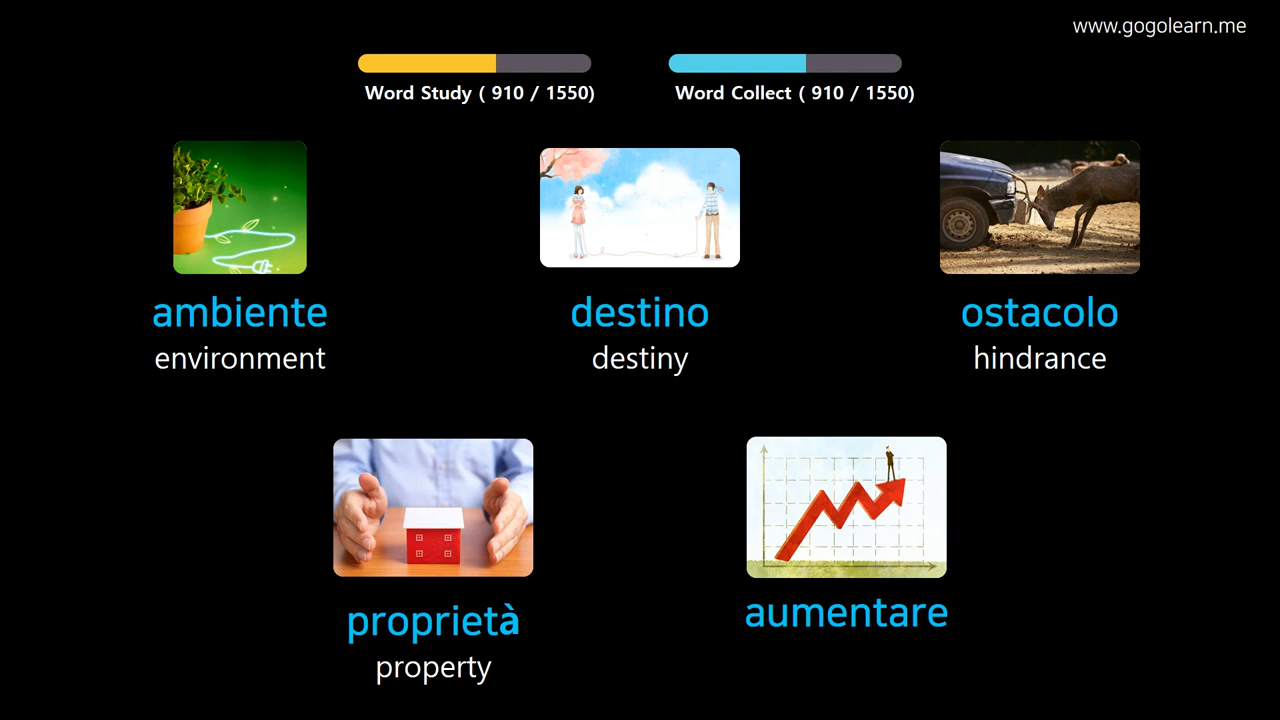 www.gogolearn.me
Word Study ( 910 / 1550)
Word Collect ( 910 / 1550)
ambiente
environment
destino
destiny
ostacolo
hindrance
proprietà
property
aumentare